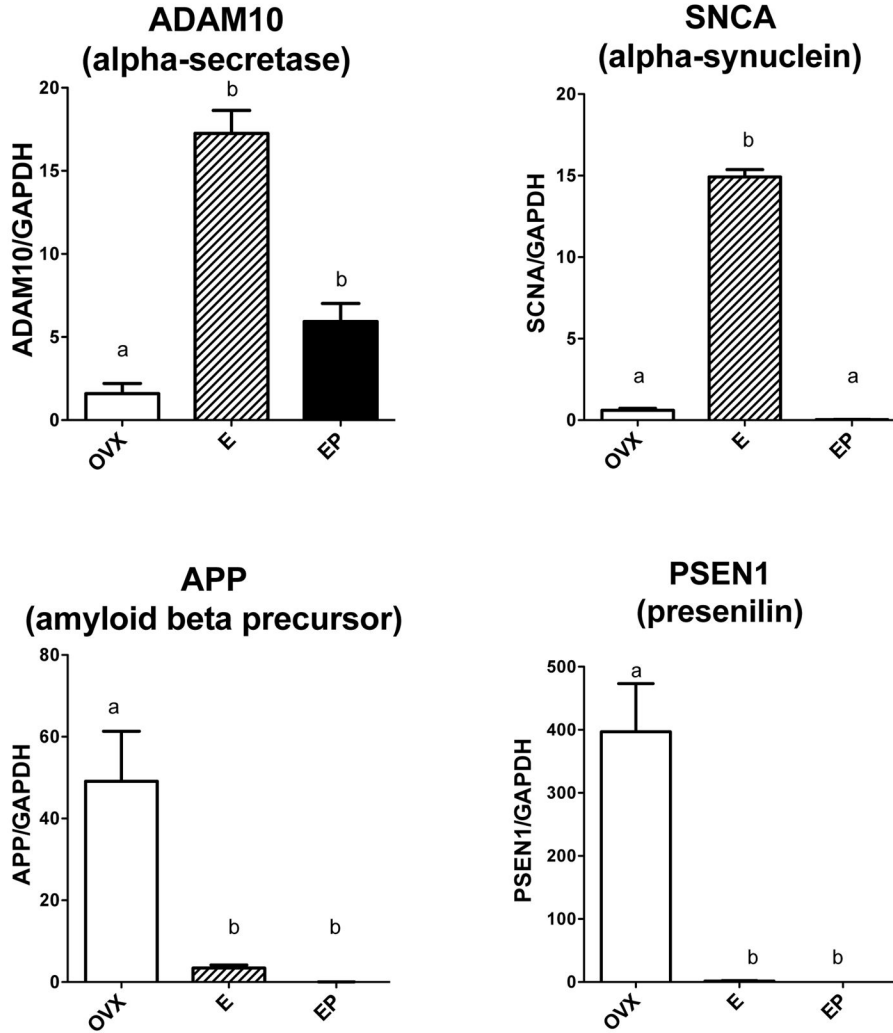 ADAM10
(alpha-secretase)
ADAM10/GAPDH
20
15
10
5
0
a
b
b
OVX
E
EP
SNCA
(alpha-synuclein)
SCNA/GAPDH
20
15
10
5
0
a
b
a
OVX
E
EP
APP
(amyloid beta precursor)
APP/GAPDH
80
60
40
20
0
a
b
b
OVX
E
EP
PSEN1
(presenilin)
PSEN1/GAPDH
500
400
300
200
100
0
a
b
b
OVX
E
EP